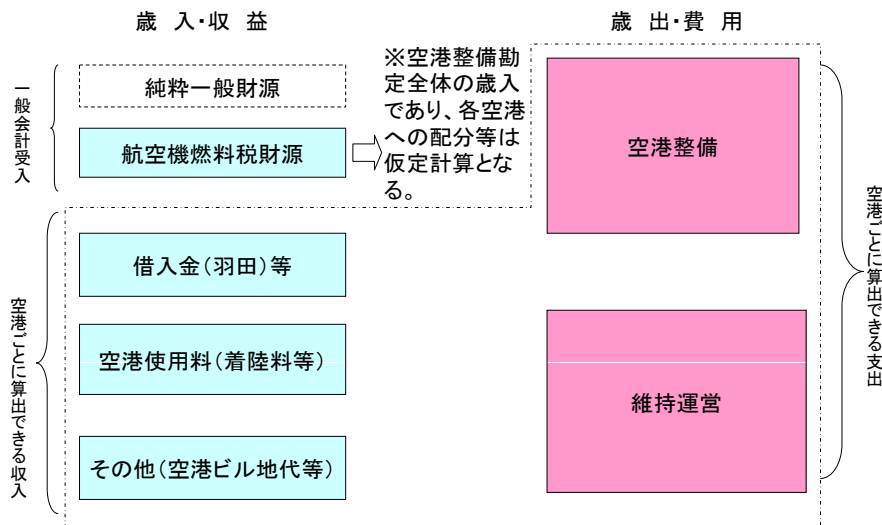 歳 入・収 益
歳 出・費 用
一般会計受入
純粋一般財源
航空機燃料税財源
※空港整備勘
定全体の歳入
であり、各空港
への配分等は
仮定計算とな
る。
空港整備
空港ごとに算出できる収入
借入金(羽田)等
空港使用料(着陸料等)
その他(空港ビル地代等)
維持運営
空港ごとに算出できる支出